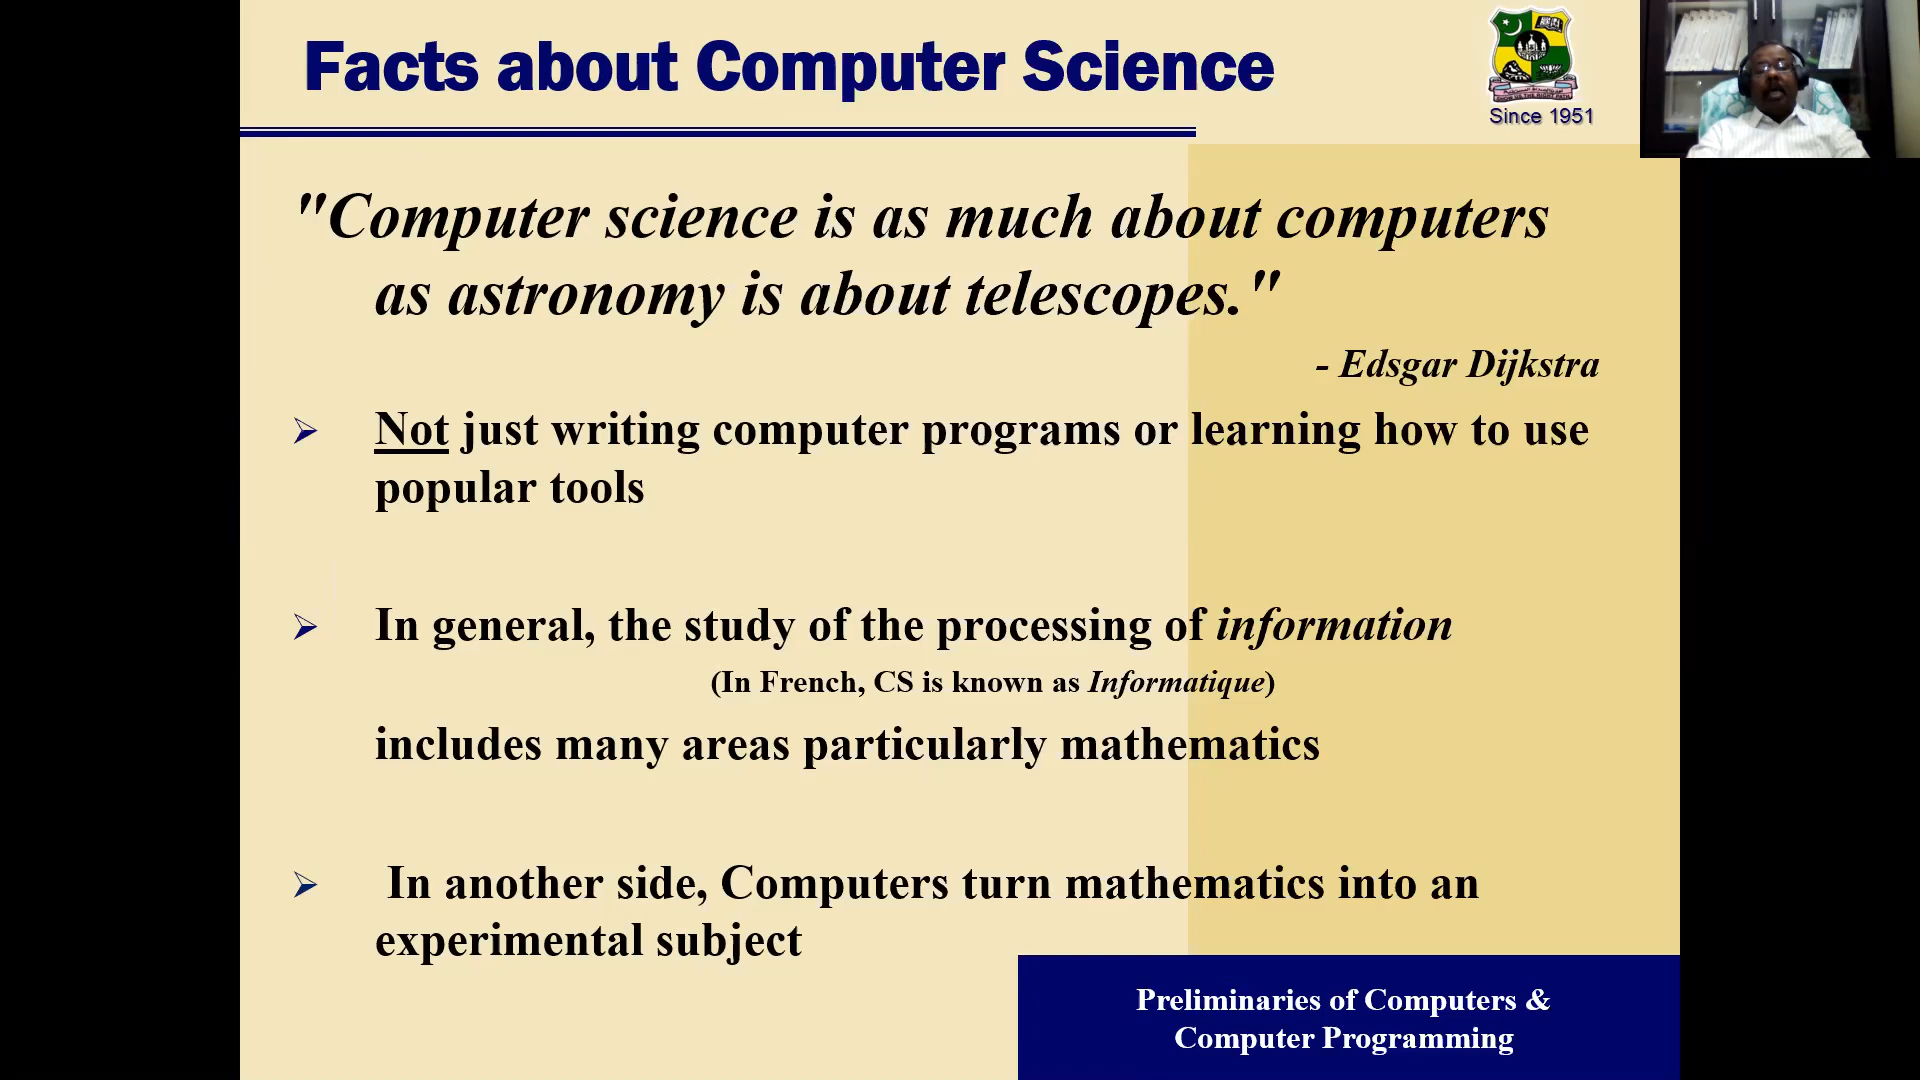 Facts about Computer Science
Since 1951
"Computer science is as much about computers
as astronomy is about telescopes."
- Edsgar Dijkstra
Not just writing computer programs or learning how to use
popular tools
In general, the study of the processing of information
(In French, CS is known as Informatique)
includes many areas particularly mathematics
In another side, Computers turn mathematics into an
experimental subject
Preliminaries of Computers &
Computer Programming